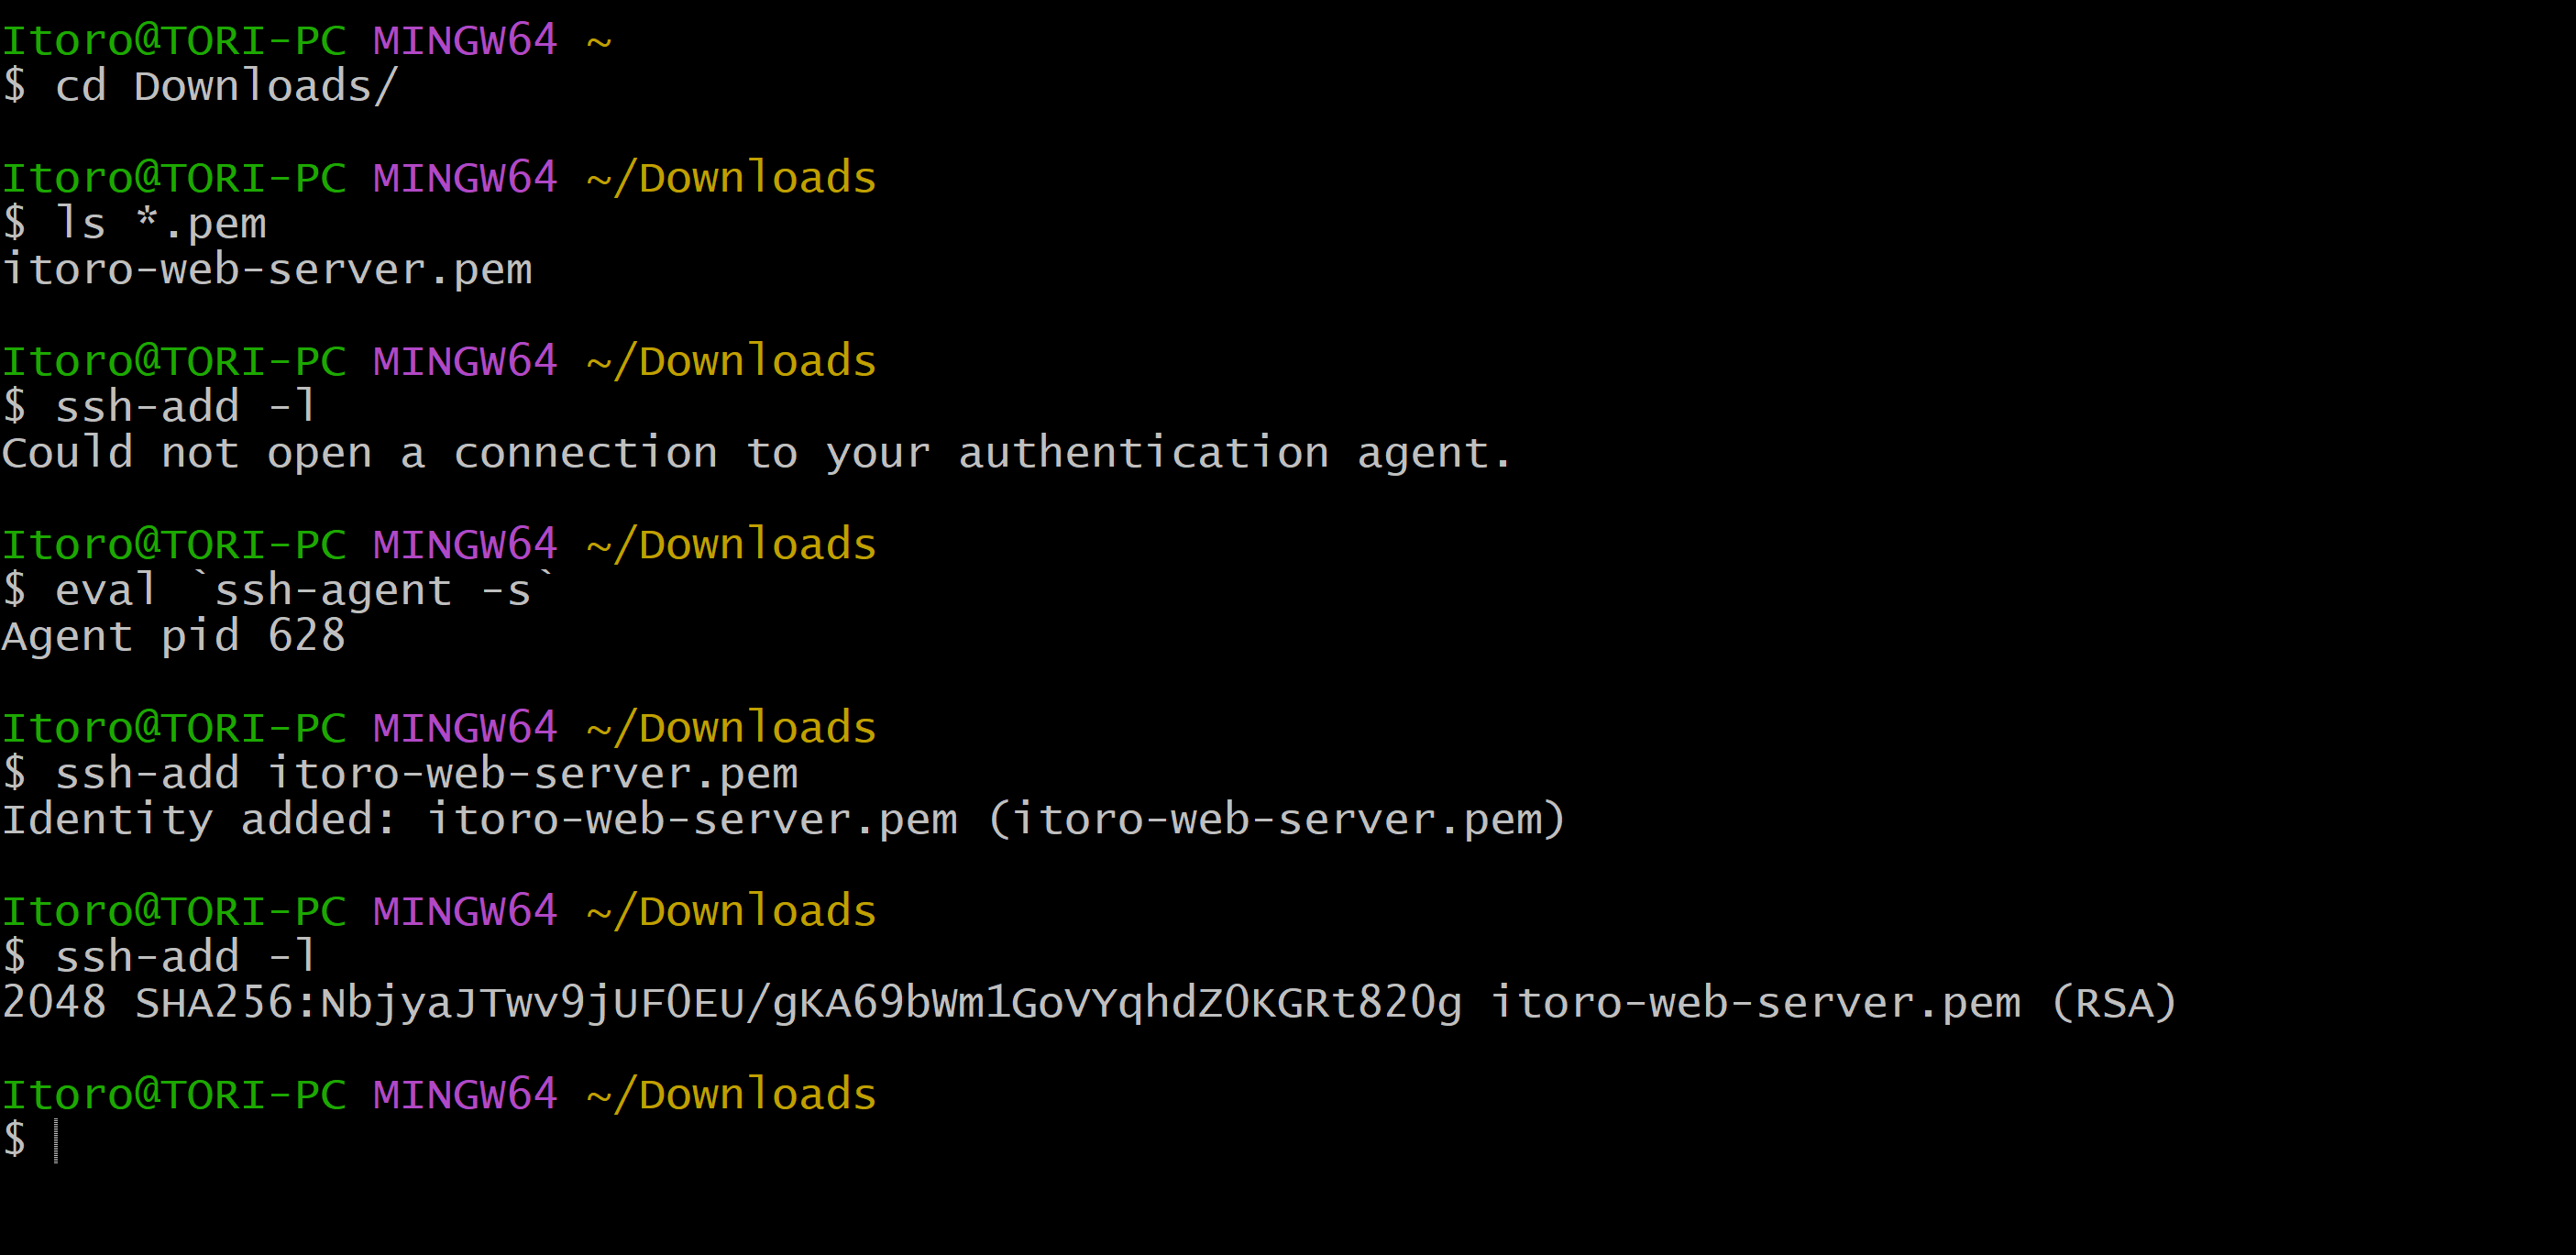 Itoro@TORI-PC MINGW64 ~
$ cd Downloads/
Itoro@TORI-PC MINGW64 ~/Downloads
$ ls *.pem
itoro-web-server.pem
Itoro@TORI-PC MINGW64 ~/Downloads
$ ssh-add -l
Could not open a connection to your authentication agent.
Itoro@TORI-PC MINGW64 ~/Downloads
$ eval `ssh-agent -s`
Agent pid 628
Itoro@TORI-PC MINGW64 ~/Downloads
$ ssh-add itoro-web-server.pem
Identity added: itoro-web-server.pem (itoro-web-server.pem)
Itoro@TORI-PC MINGW64 ~/Downloads
$ ssh-add -l
2048 SHA256:NbjyaJTwv9jUF0EU/gKA69bWm1GoVYqhdZ0KGRt82Og itoro-web-server.pem (RSA)
Itoro@TORI-PC MINGW64 ~/Downloads
$